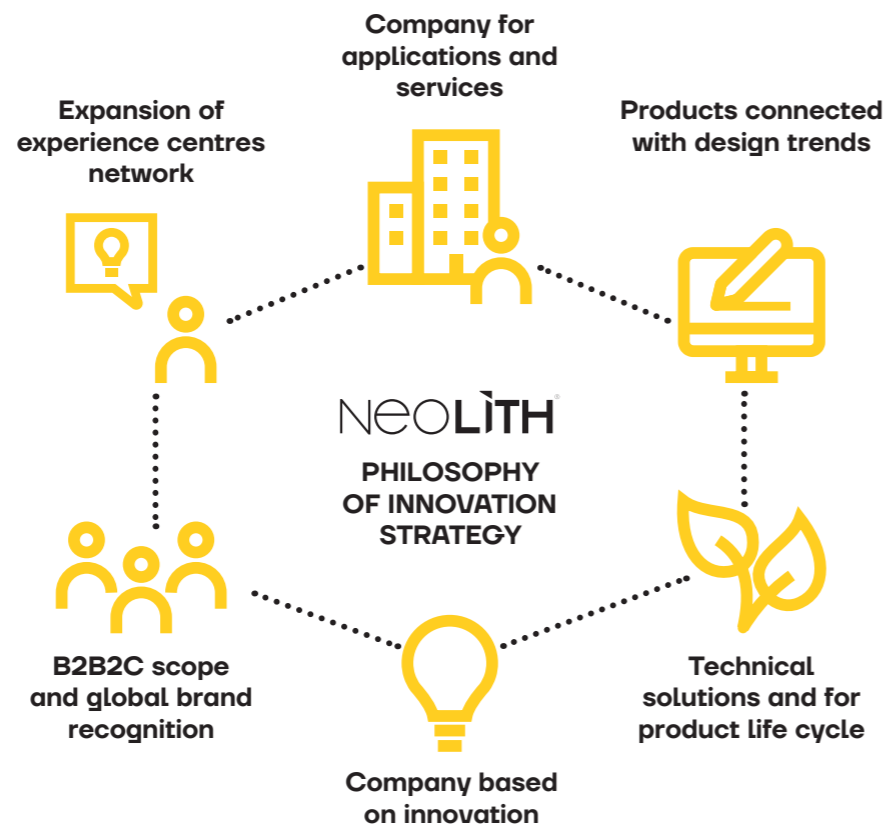 Company for
applications and
services
Expansion of
experience centres
network
Products connected
with design trends
NEOLITH®
PHILOSOPHY
OF INNOVATION
STRATEGY
B2B2C scope
and global brand
recognition
Technical
solutions and for
product life cycle
Company based
on innovation